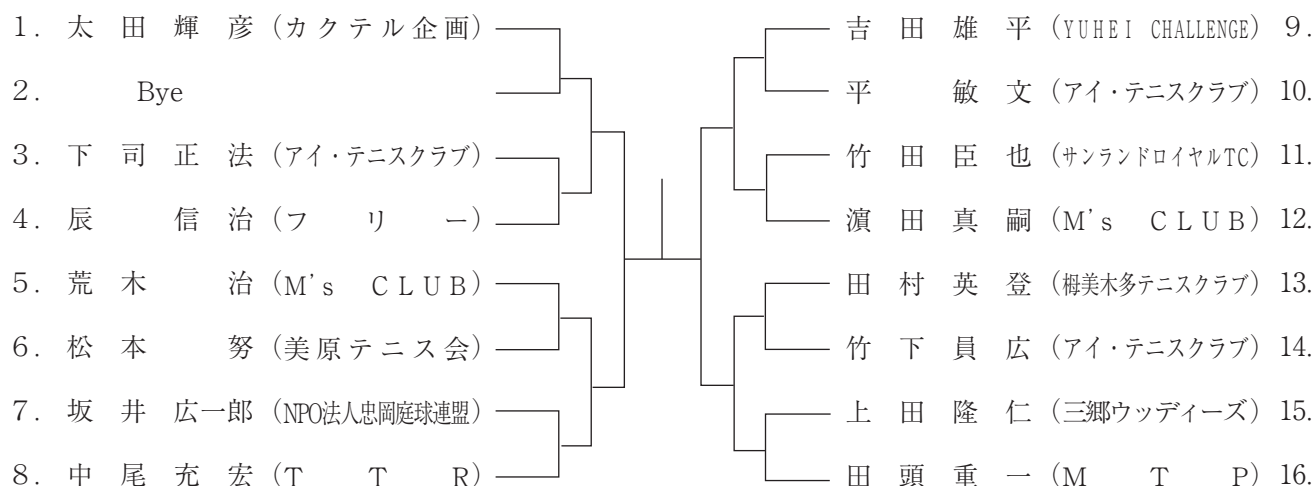 1. 太田輝彦 (カクテル企画)
2. Bye
3. 下司正法 (アイ・テニスクラブ)
4. 辰 信治 (フリー)
5. 荒木 治 (M's CLUB)
6. 松本 努 (美原テニス会)
7. 坂井広一郎 (NPO法人忠岡庭球連盟)
8. 中尾充宏 (TTR)
吉田雄平 (YUHEI CHALLENGE) 9.
平 敏文 (アイ・テニスクラブ) 10.
竹田臣也 (サンランドロイヤルTC) 11.
濵田真嗣 (M's CLUB) 12.
田村英登 (栂美木多テニスクラブ) 13.
竹下員広 (アイ・テニスクラブ) 14.
上田隆仁 (三郷ウッディーズ) 15.
田頭重一 (MTP) 16.